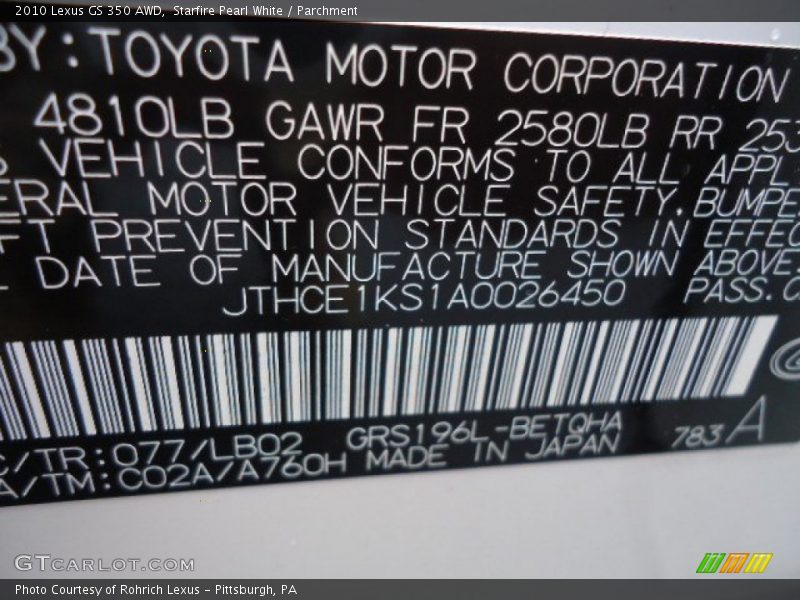 2010 Lexus GS 350 AWD, Starfire Pearl White / Parchment
BY: TOYOTA MOTOR CORPORATION
4810LB GAWR FR 2580LB RR 253
VEHICLE CONFORMS TO ALL APPL
ERAL MOTOR VEHICLE SAFETY, BUMPE
FT PREVENTION STANDARDS IN EFFEC
DATE OF MANUFACTURE SHOWN ABOVE.
JTHCE1KS1A0026450 PASS. C
C/TR: 077/LB02 GRS196L-BETQHA
A/TM: C02A/A760H MADE IN JAPAN 783 A
GTCARLOT.COM
Photo Courtesy of Rohrich Lexus - Pittsburgh, PA